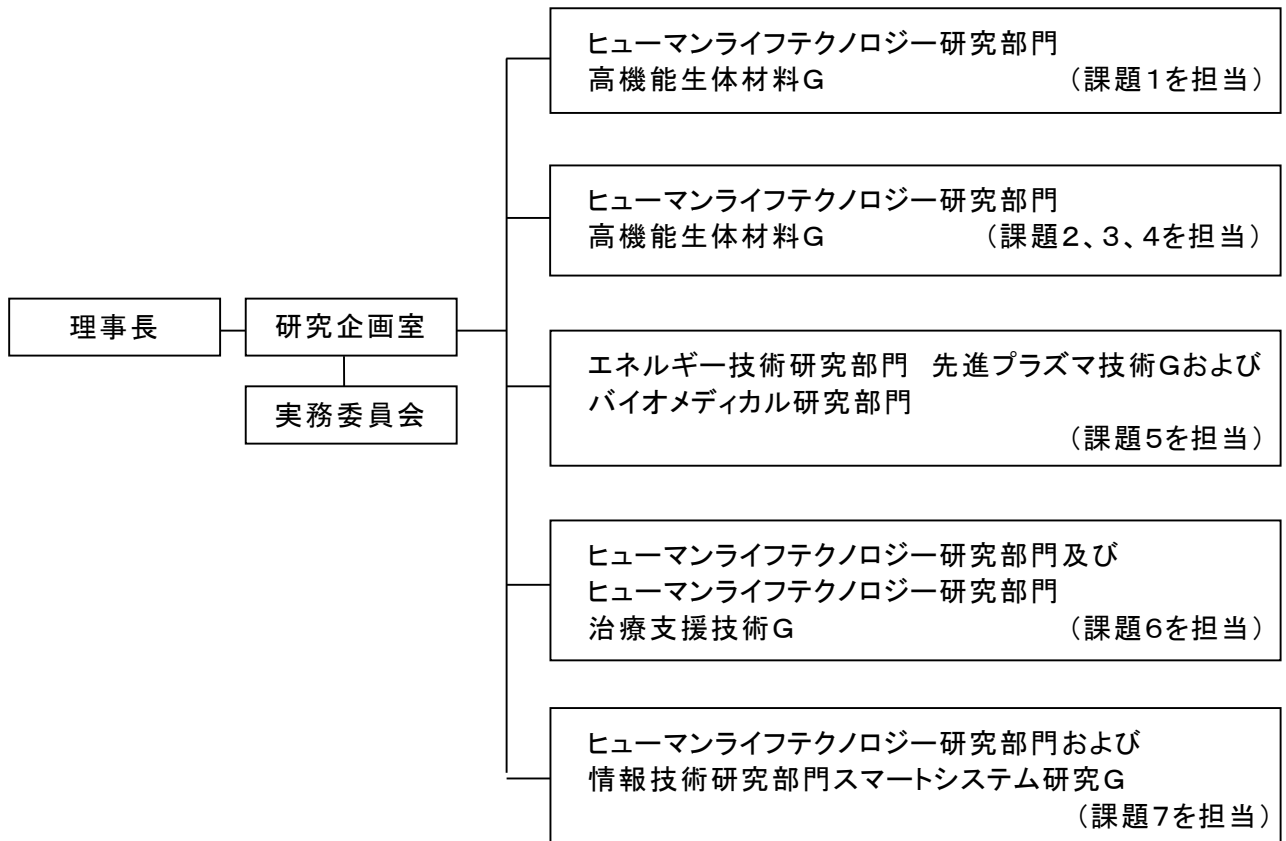 ヒューマンライフテクノロジー研究部門
高機能生体材料G （課題1を担当）
ヒューマンライフテクノロジー研究部門
高機能生体材料G （課題2、3、4を担当）
理事長
研究企画室
実務委員会
エネルギー技術研究部門 先進プラズマ技術Gおよび
バイオメディカル研究部門
（課題5を担当）
ヒューマンライフテクノロジー研究部門及び
ヒューマンライフテクノロジー研究部門
治療支援技術G （課題6を担当）
ヒューマンライフテクノロジー研究部門および
情報技術研究部門スマートシステム研究G
（課題7を担当）